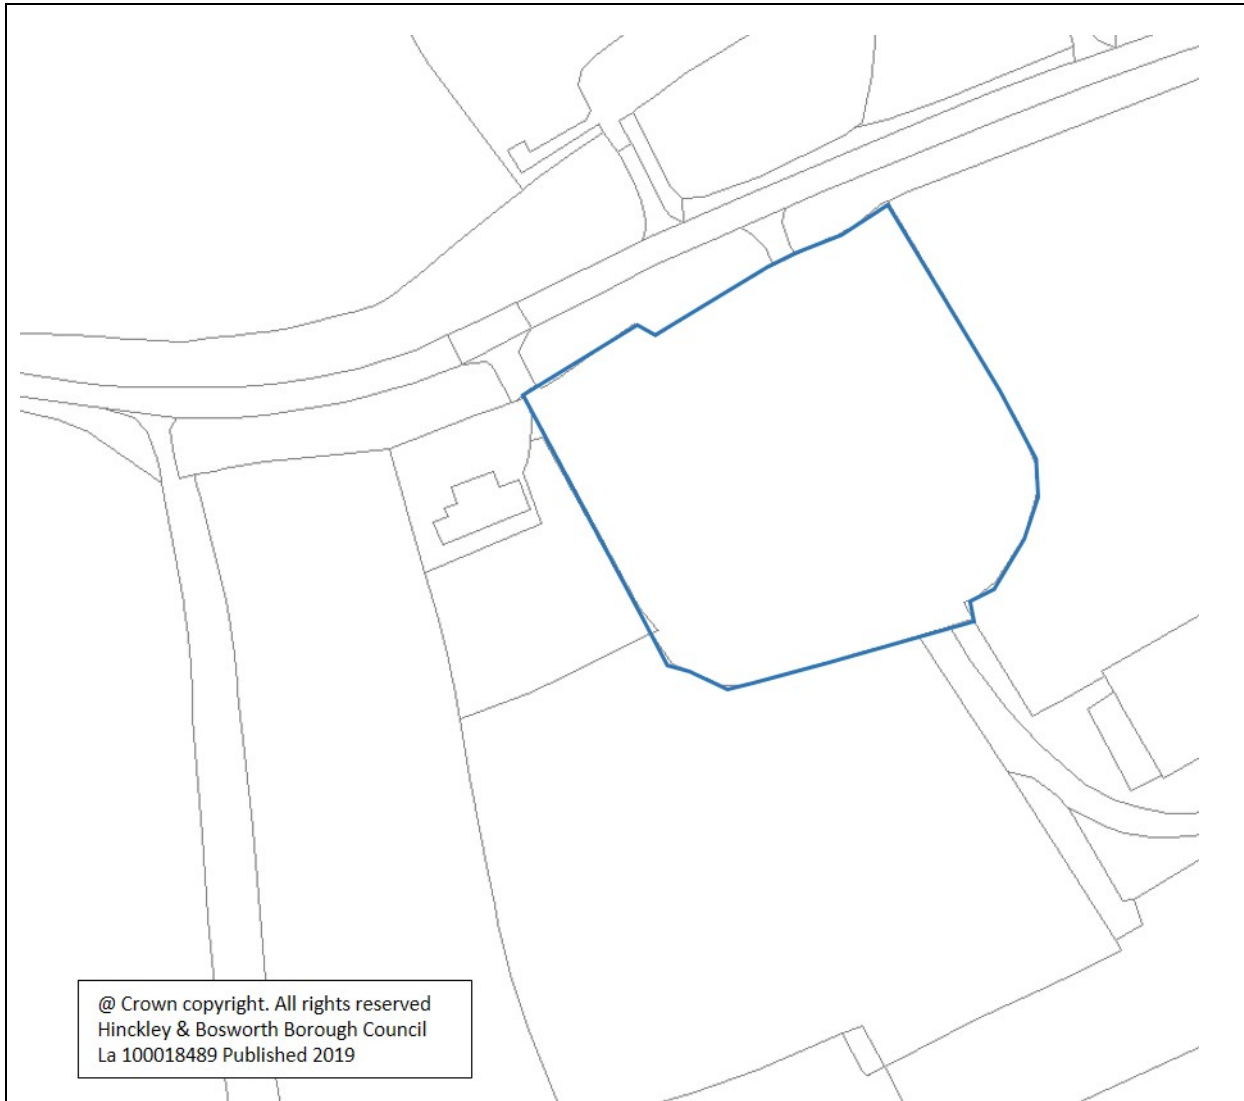 @ Crown copyright. All rights reserved
Hinckley & Bosworth Borough Council
La 100018489 Published 2019